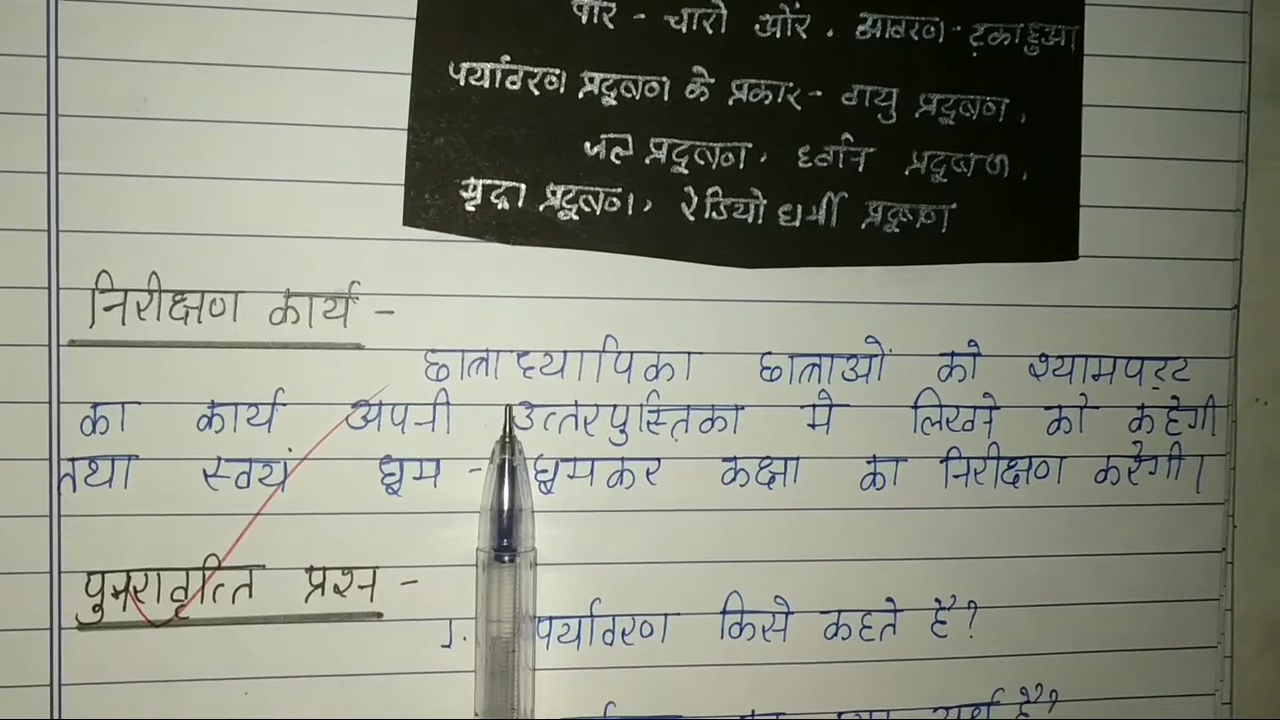 परि - चारों ओर, आवरण - ढका हुआ
पर्यावरण प्रदूषण के प्रकार - वायु प्रदूषण,
जल प्रदूषण, ध्वनि प्रदूषण,
मृदा प्रदूषण, रेडियोधर्मी प्रदूषण
निरीक्षण कार्य -
छात्राध्यापिका छात्राओं को श्यामपट्ट
का कार्य अपनी उत्तरपुस्तिका मे लिखने को कहेगी
तथा स्वयं घूम - घूमकर कक्षा का निरीक्षण करेगी।
पुनरावृत्ति प्रश्न -
1. पर्यावरण किसे कहते है?